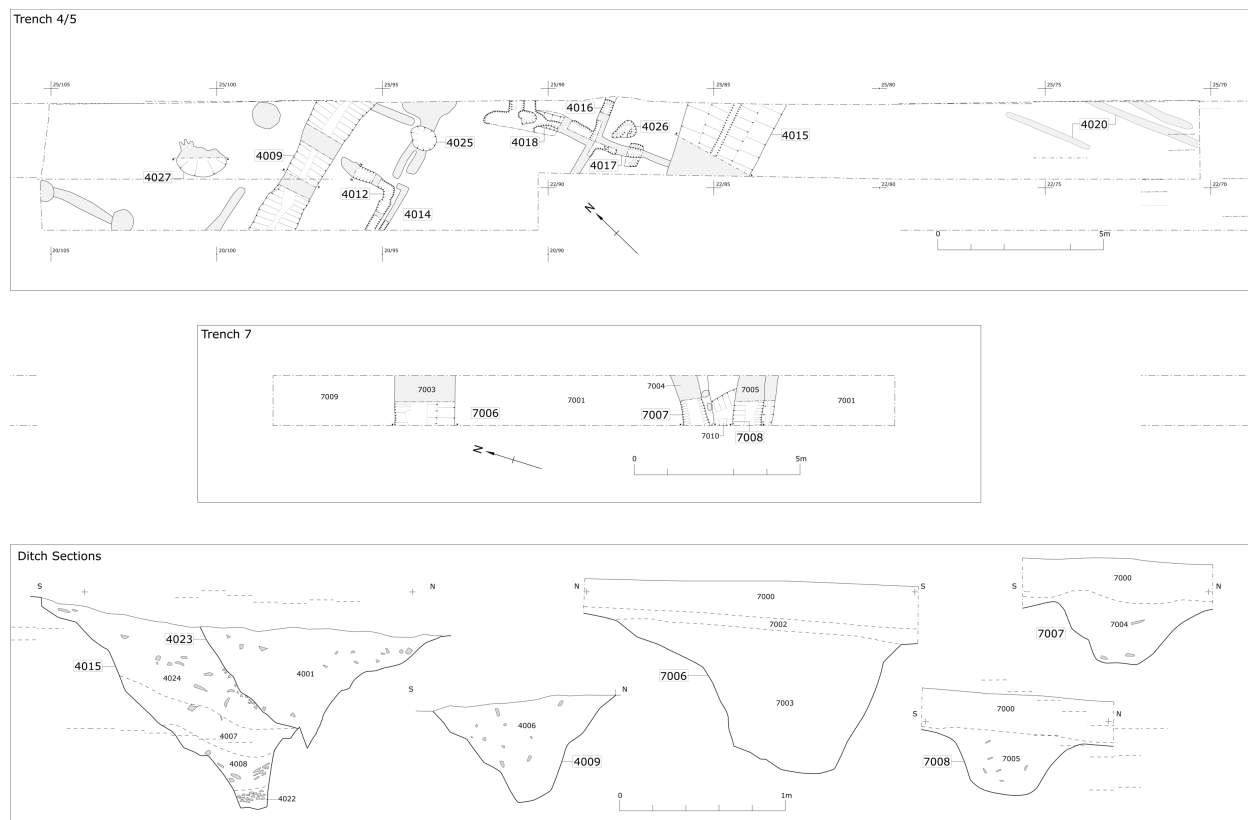 Trench 4/5
25/105 25/100 25/95 25/90 25/85 25/80 25/75 25/70
4016
4026
4015
4020
4018
4009
4025
4017
4027
4012
4014
22/90 22/80 22/75 22/70
N
0 5m
20/105 20/100 20/95 20/90
Trench 7
7009 7003 7001 7004 7005 7001
7006 7007
7010 7008
N
0 5m
Ditch Sections
S N
N S
S N
7000
7000
7002
7004
7007
4023
4015
4001
4024
7006
7003
S N
4006
4007
4008
4009
4022
S N
7000
7008
7005
0 1m